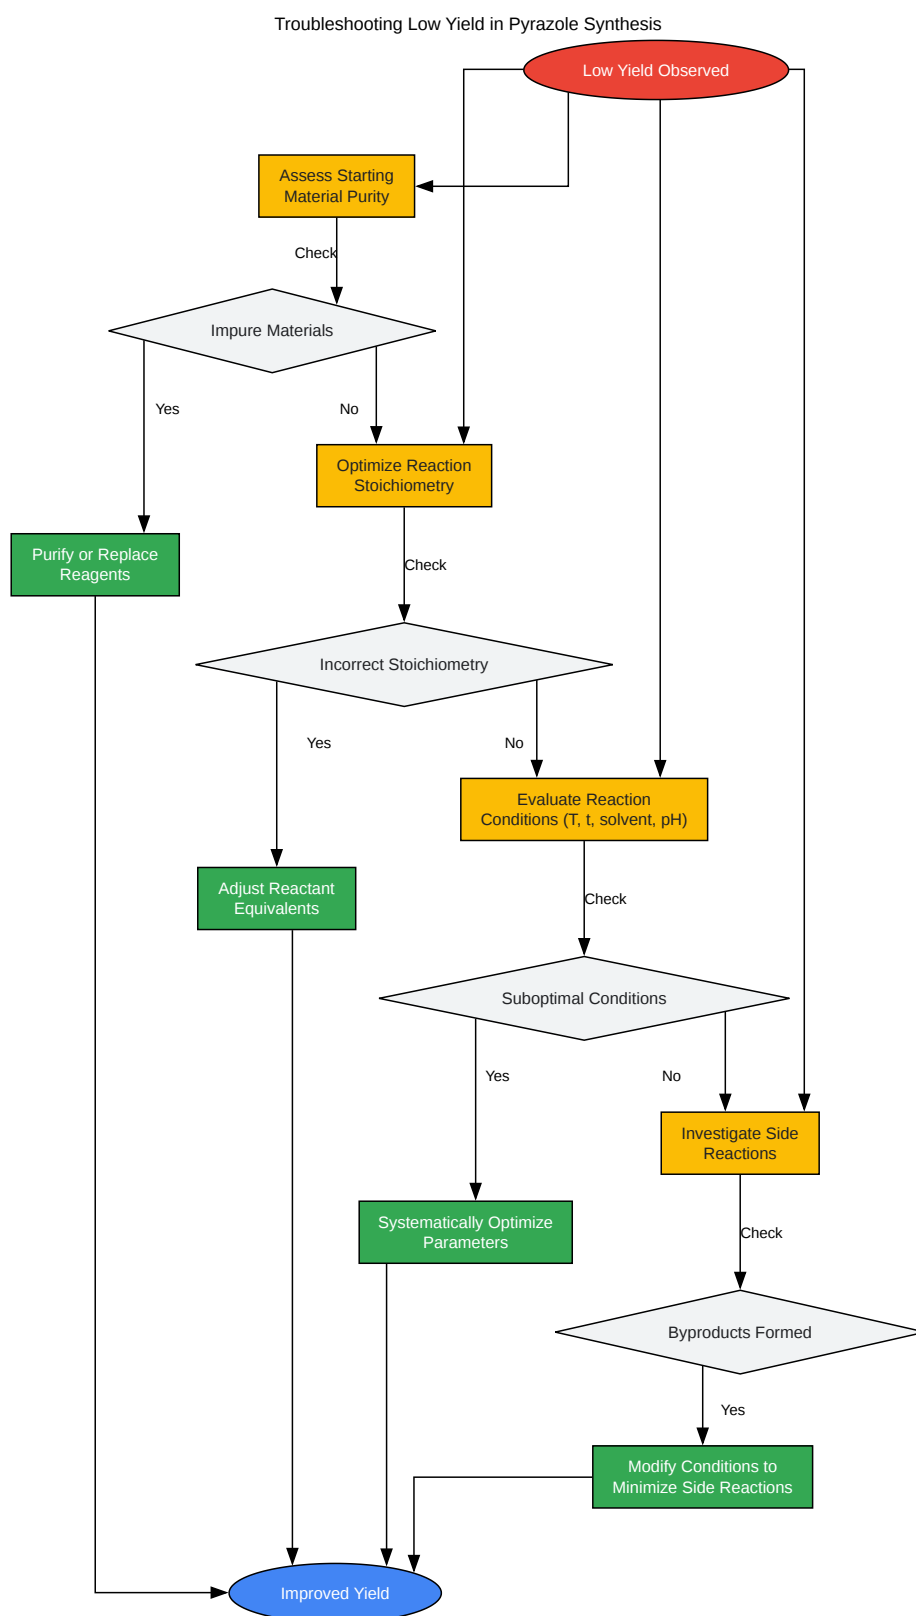 Troubleshooting Low Yield in Pyrazole Synthesis
Low Yield Observed
Assess Starting
Material Purity
Check
Impure Materials
Yes
No
Optimize Reaction
Stoichiometry
Purify or Replace
Reagents
Check
Incorrect Stoichiometry
Yes
No
Evaluate Reaction
Conditions (T, t, solvent, pH)
Adjust Reactant
Equivalents
Check
Suboptimal Conditions
Yes
No
Investigate Side
Reactions
Systematically Optimize
Parameters
Check
Byproducts Formed
Yes
Modify Conditions to
Minimize Side Reactions
Improved Yield